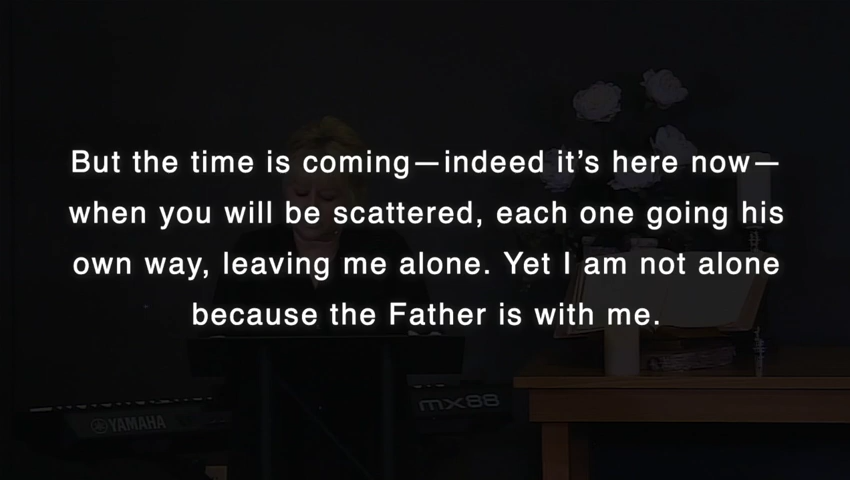 But the time is coming—indeed it’s here now—
when you will be scattered, each one going his
own way, leaving me alone. Yet I am not alone
because the Father is with me.
YAMAHA
MX88